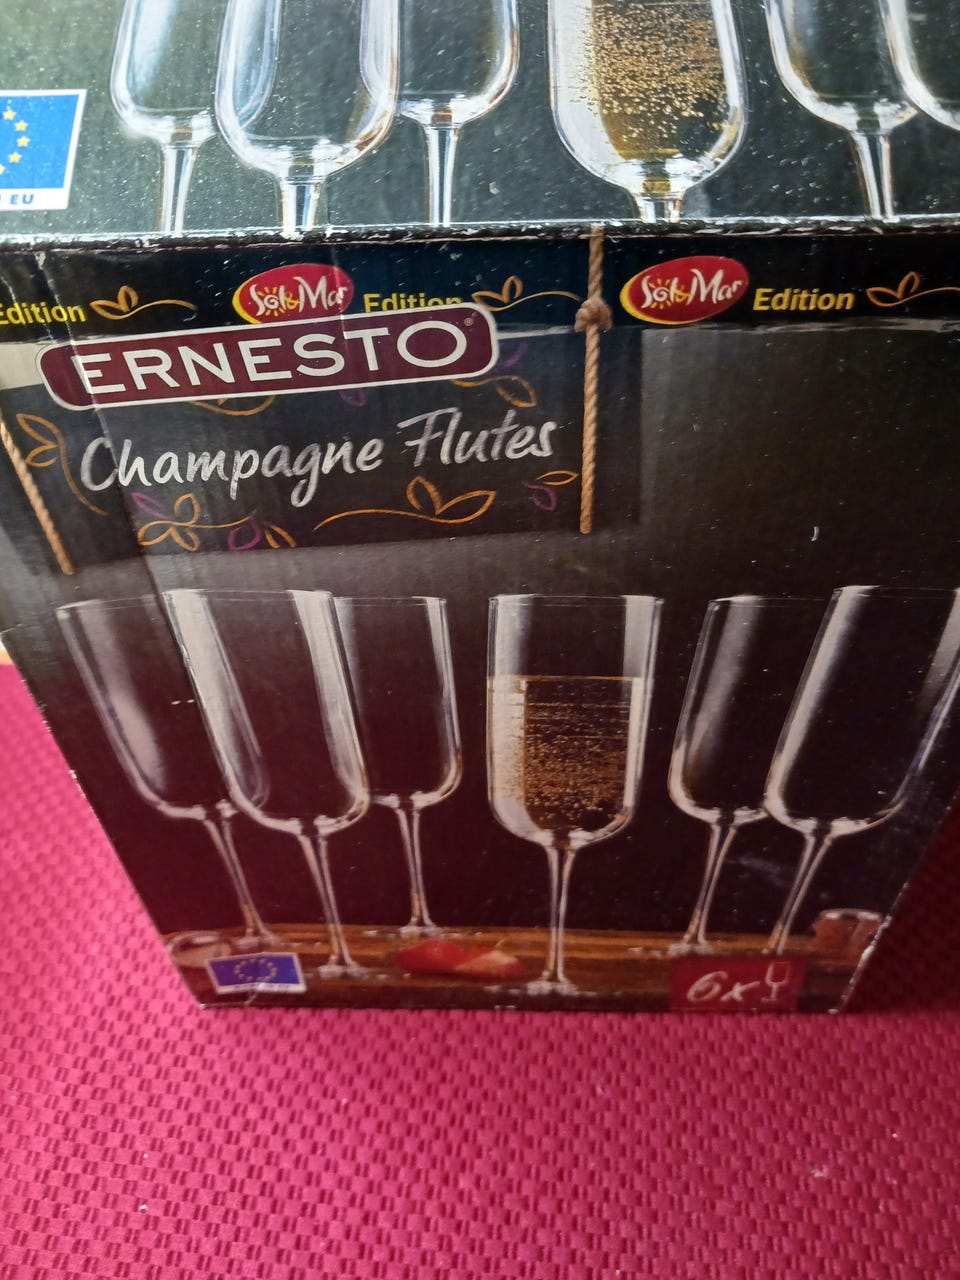 EU
Edition
Sol&Mar Edition
Sol&Mar Edition
ERNESTO®
Champagne Flutes
6x